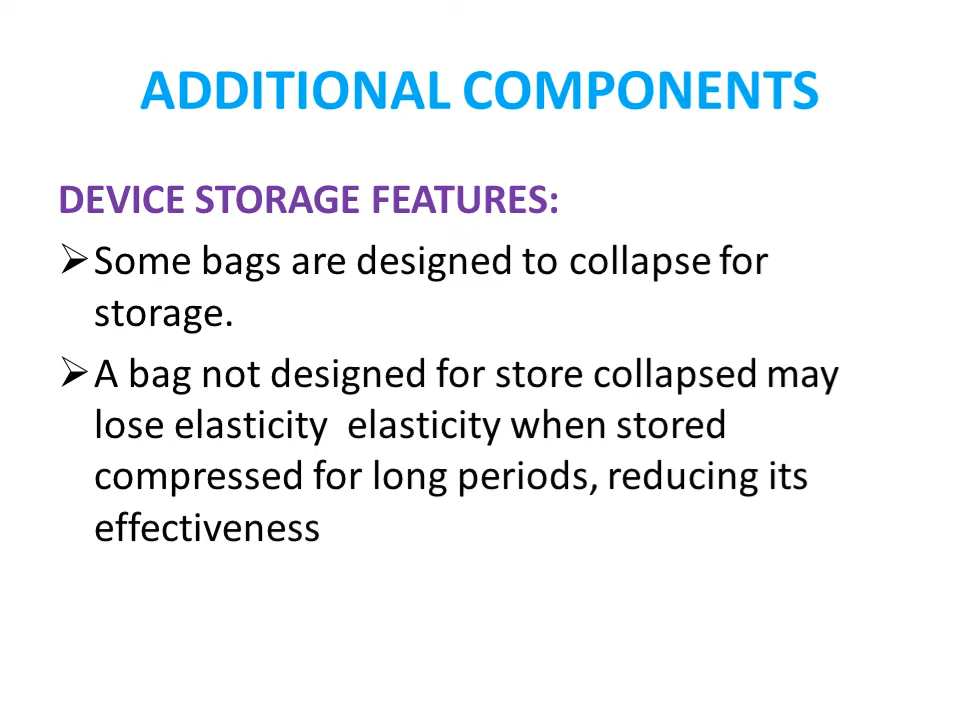 ADDITIONAL COMPONENTS
DEVICE STORAGE FEATURES:
➢Some bags are designed to collapse for
storage.
➢A bag not designed for store collapsed may
lose elasticity  elasticity when stored
compressed for long periods, reducing its
effectiveness